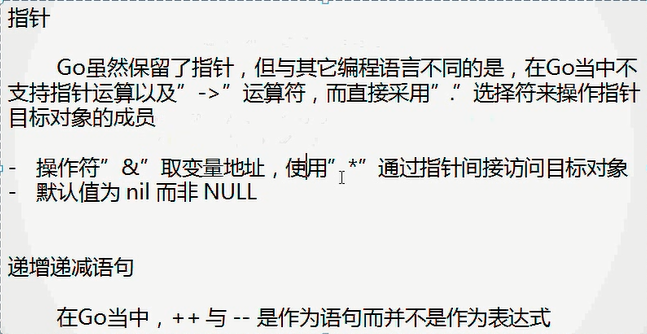 指针
Go虽然保留了指针，但与其它编程语言不同的是，在Go当中不
支持指针运算以及”->”运算符，而直接采用”.”选择符来操作指针
目标对象的成员
- 操作符”&”取变量地址，使用”*”通过指针间接访问目标对象
- 默认值为 nil 而非 NULL
递增递减语句
在Go当中，++ 与 -- 是作为语句而并不是作为表达式